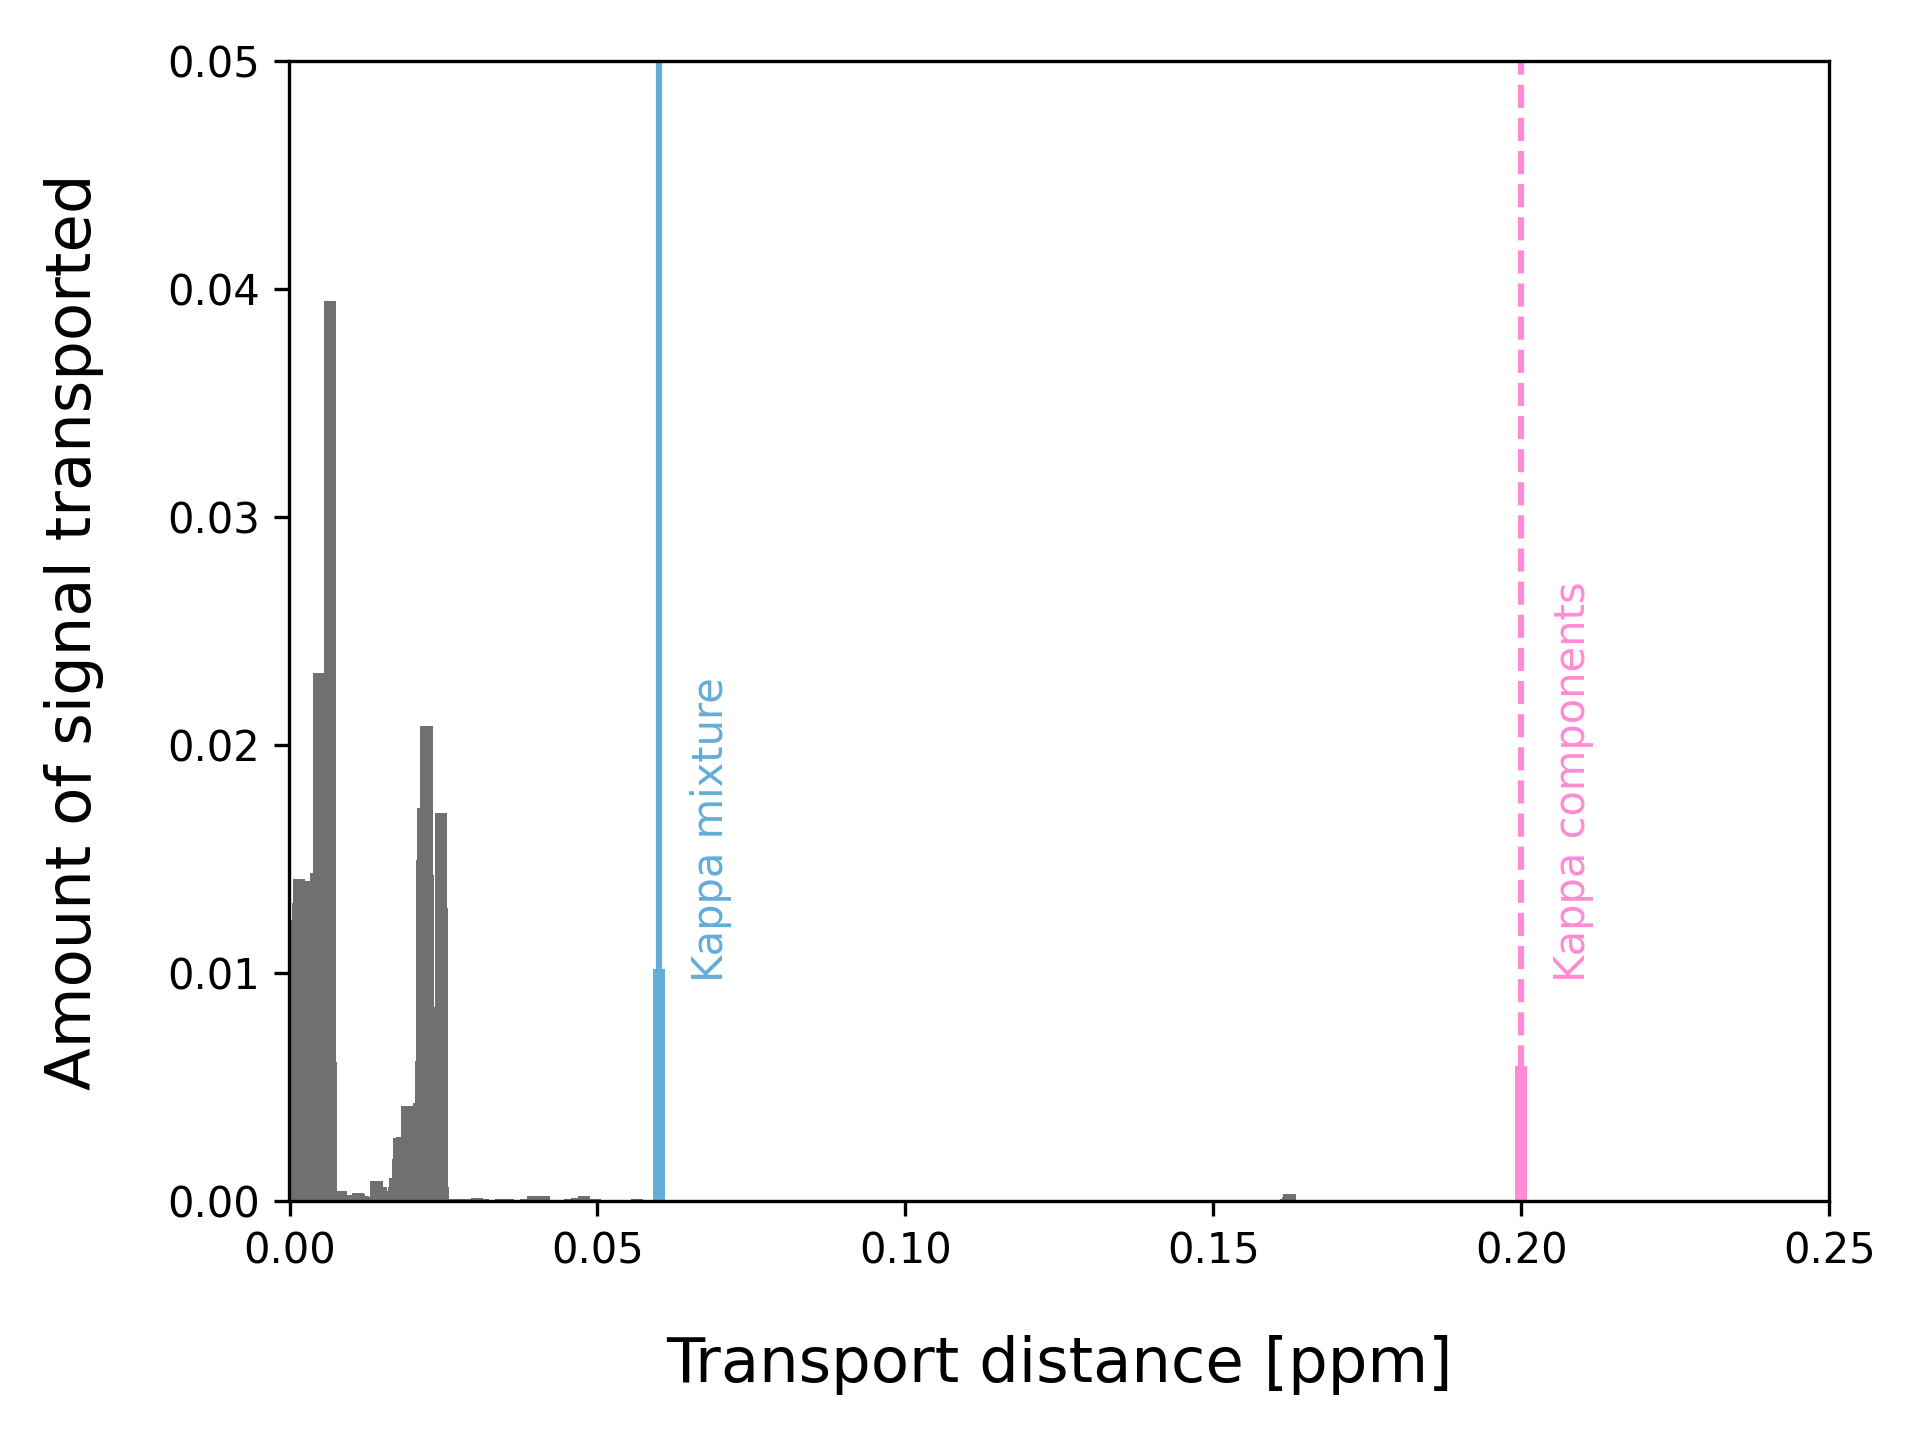 0.05
0.04
0.03
0.02
0.01
0.00
Amount of signal transported
Kappa mixture
Kappa components
0.00 0.05 0.10 0.15 0.20 0.25
Transport distance [ppm]